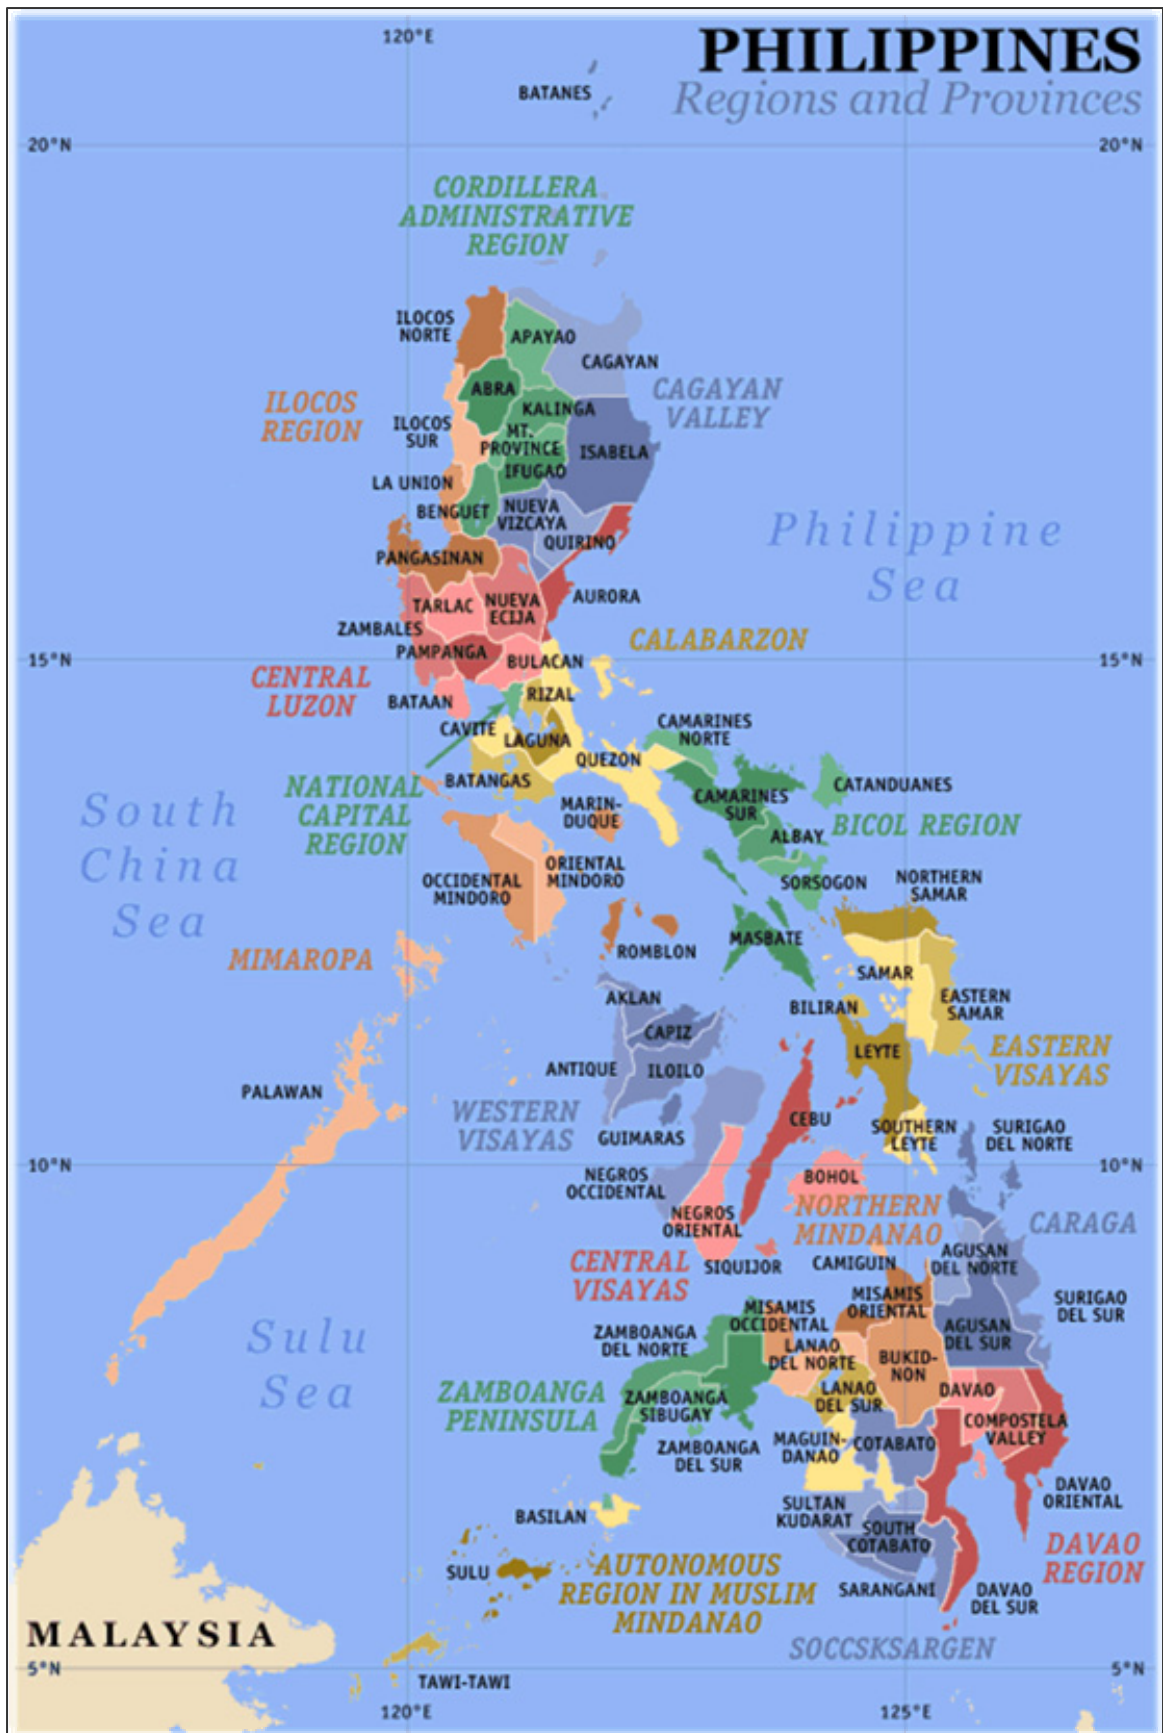 120°E
PHILIPPINES
Regions and Provinces
BATANES
20°N
20°N
CORDILLERA
ADMINISTRATIVE
REGION
ILOCOS
NORTE
APAYAO
CAGAYAN
ABRA
CAGAYAN
VALLEY
ILOCOS
REGION
KALINGA
ILOCOS
SUR
MT.
PROVINCE
ISABELA
IFUGAO
LA UNION
BENGUET
NUEVA
VIZCAYA
QUIRINO
Philippine
Sea
PANGASINAN
TARLAC
NUEVA
ECIJA
AURORA
ZAMBALES
CALABARZON
PAMPANGA
BULACAN
15°N
15°N
CENTRAL
LUZON
BATAAN
RIZAL
CAVITE
LAGUNA
CAMARINES
NORTE
QUEZON
BATANGAS
NATIONAL
CAPITAL
REGION
CATANDUANES
MARIN-
DUQUE
CAMARINES
SUR
South
China
Sea
ALBAY
BICOL REGION
ORIENTAL
MINDORO
OCCIDENTAL
MINDORO
SORSOGON
NORTHERN
SAMAR
MIMAROPA
ROMBLON
MASBATE
SAMAR
AKLAN
BILIRAN
EASTERN
SAMAR
CAPIZ
LEYTE
EASTERN
VISAYAS
ANTIQUE
ILOILO
PALAWAN
WESTERN
VISAYAS
CEBU
GUIMARAS
SOUTHERN
LEYTE
SURIGAO
DEL NORTE
10°N
10°N
NEGROS
OCCIDENTAL
BOHOL
NEGROS
ORIENTAL
NORTHERN
MINDANAO
CARAGA
CENTRAL
VISAYAS
SIQUIJOR
CAMIGUIN
AGUSAN
DEL NORTE
MISAMIS
ORIENTAL
SURIGAO
DEL SUR
MISAMIS
OCCIDENTAL
Sulu
Sea
ZAMBOANGA
DEL NORTE
LANAO
DEL NORTE
AGUSAN
DEL SUR
BUKID-
NON
ZAMBOANGA
PENINSULA
ZAMBOANGA
SIBUGAY
LANAO
DEL SUR
DAVAO
COMPOSTELA
VALLEY
ZAMBOANGA
DEL SUR
MAGUIN-
DANAO
COTABATO
DAVAO
ORIENTAL
BASILAN
SULTAN
KUDARAT
SOUTH
COTABATO
DAVAO
REGION
SULU
AUTONOMOUS
REGION IN MUSLIM
MINDANAO
SARANGANI
DAVAO
DEL SUR
MALAYSIA
SOCCSKSARGEN
5°N
5°N
TAWI-TAWI
120°E
125°E